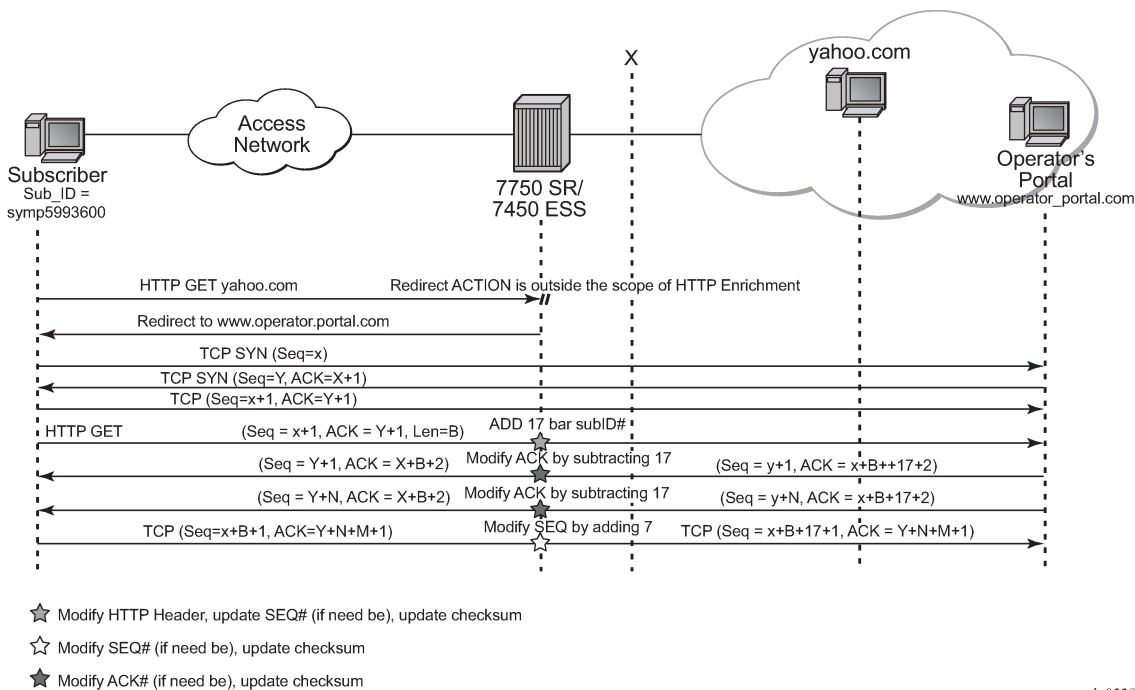 X
yahoo.com
Access
Network
Subscriber
Sub_ID =
symp5993600
7750 SR/
7450 ESS
Operator's
Portal
www.operator_portal.com
HTTP GET yahoo.com
Redirect ACTION is outside the scope of HTTP Enrichment
Redirect to www.operator.portal.com
TCP SYN (Seq=x)
TCP SYN (Seq=Y, ACK=X+1)
TCP (Seq=x+1, ACK=Y+1)
ADD 17 bar subID#
HTTP GET
(Seq = x+1, ACK = Y+1, Len=B)
Modify ACK by subtracting 17
(Seq = Y+1, ACK = X+B+2)
(Seq = y+1, ACK = x+B++17+2)
(Seq = Y+N, ACK = X+B+2)
Modify ACK by subtracting 17
(Seq = y+N, ACK = x+B+17+2)
Modify SEQ by adding 7
TCP (Seq=x+B+1, ACK=Y+N+M+1)
TCP (Seq = x+B+17+1, ACK = Y+N+M+1)
Modify HTTP Header, update SEQ# (if need be), update checksum
Modify SEQ# (if need be), update checksum
Modify ACK# (if need be), update checksum